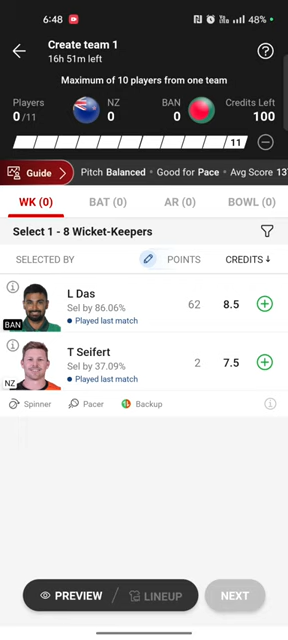 6:48 48%
Create team 1
16h 51m left
Maximum of 10 players from one team
Players NZ BAN Credits Left
0/11 0 0 100
11
Guide Pitch Balanced • Good for Pace • Avg Score 137
WK (0) BAT (0) AR (0) BOWL (0)
Select 1 - 8 Wicket-Keepers
SELECTED BY POINTS CREDITS ↓
L Das
Sel by 86.06% 62 8.5
Played last match
BAN
T Seifert
Sel by 37.09% 2 7.5
Played last match
NZ
Spinner Pacer Backup
PREVIEW LINEUP NEXT